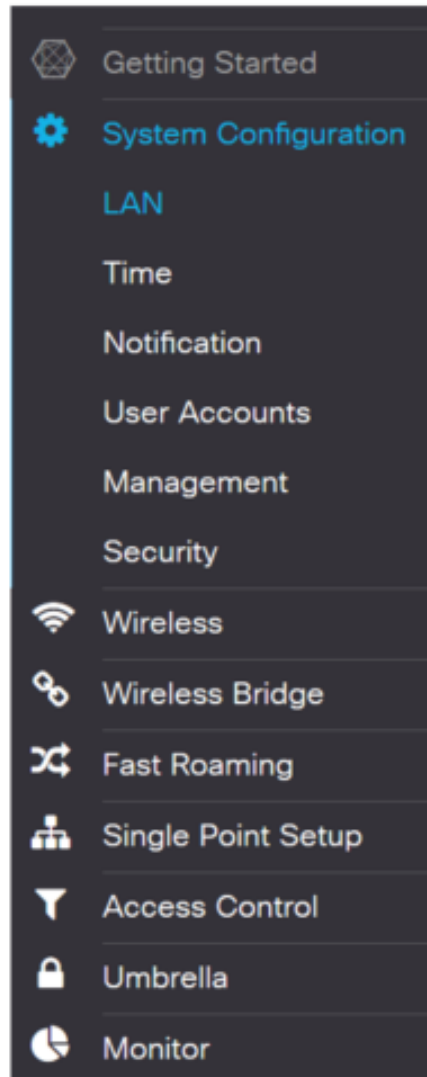 Getting Started
System Configuration
LAN
Time
Notification
User Accounts
Management
Security
Wireless
Wireless Bridge
Fast Roaming
Single Point Setup
Access Control
Umbrella
Monitor